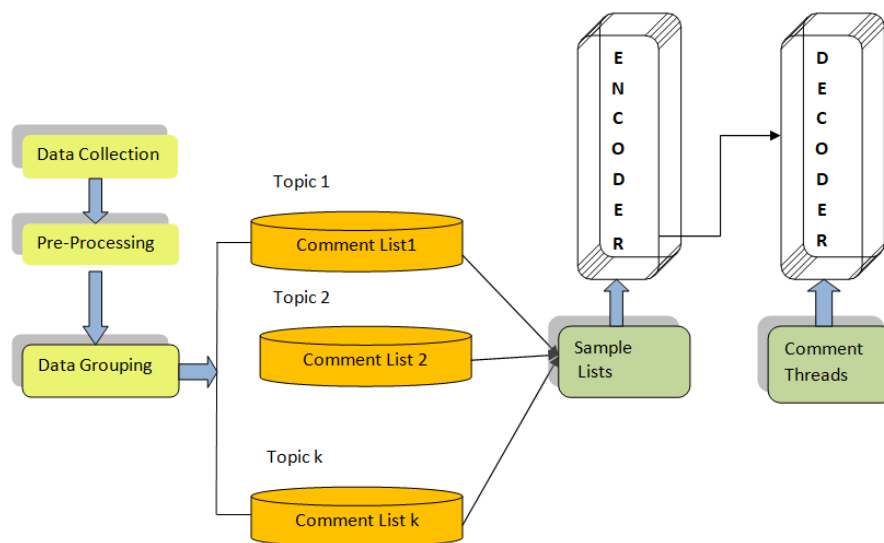 Data Collection
Pre-Processing
Data Grouping
Topic 1
Comment List1
Topic 2
Comment List 2
Topic k
Comment List k
Sample
Lists
E
N
C
O
D
E
R
Comment
Threads
D
E
C
O
D
E
R